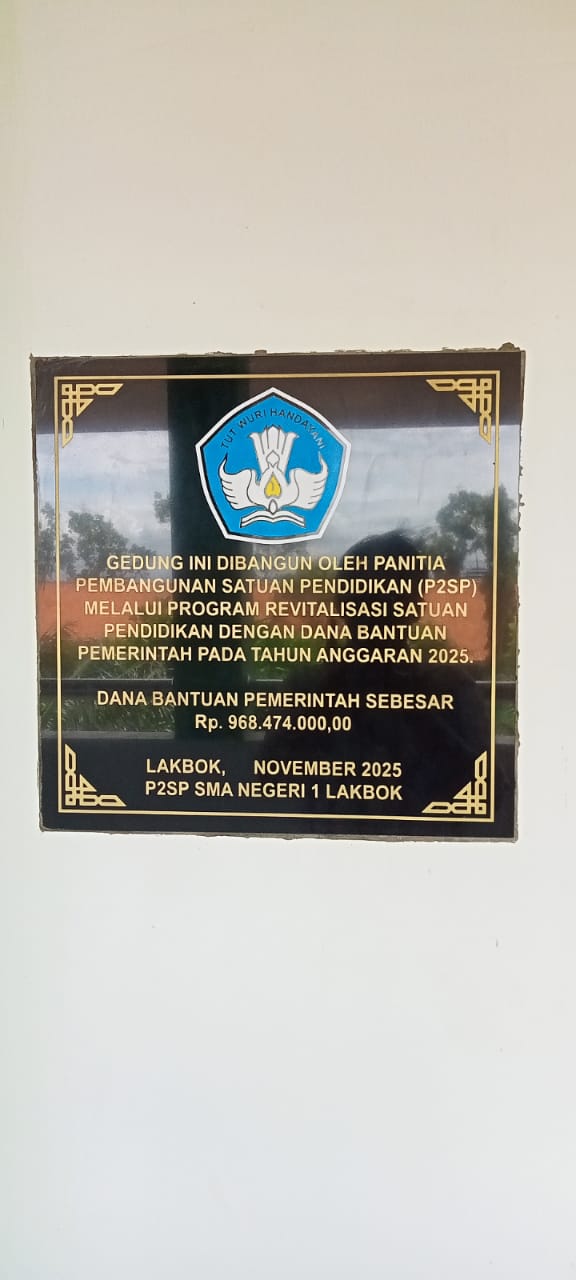 TUT WURI HANDAYANI
GEDUNG INI DIBANGUN OLEH PANITIA
PEMBANGUNAN SATUAN PENDIDIKAN (P2SP)
MELALUI PROGRAM REVITALISASI SATUAN
PENDIDIKAN DENGAN DANA BANTUAN
PEMERINTAH PADA TAHUN ANGGARAN 2025.
DANA BANTUAN PEMERINTAH SEBESAR
Rp. 968.474.000,00
LAKBOK, NOVEMBER 2025
P2SP SMA NEGERI 1 LAKBOK